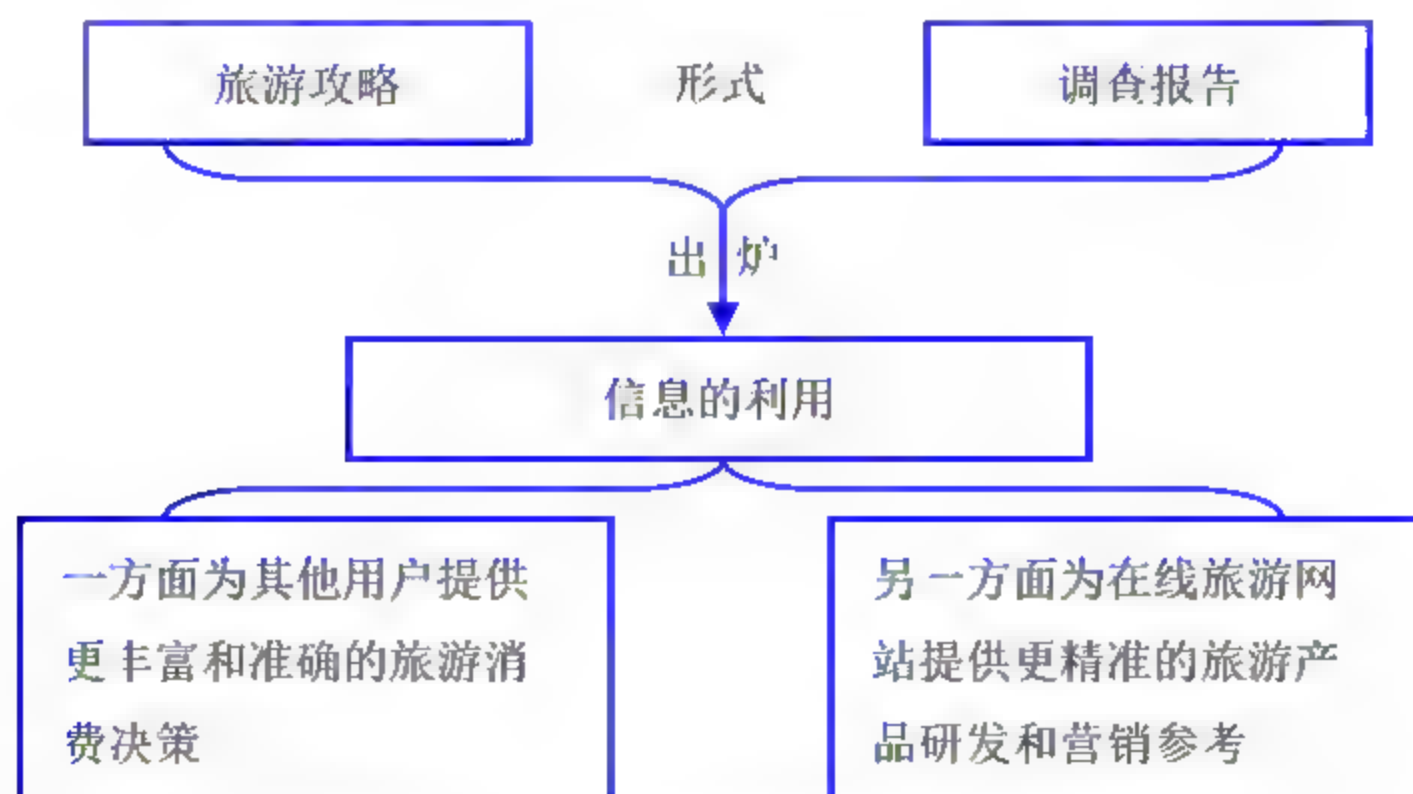 旅游攻略 形式 调查报告
出炉
信息的利用
一方面为其他用户提供
更丰富和准确的旅游消
费决策
另一方面为在线旅游网
站提供更精准的旅游产
品研发和营销参考